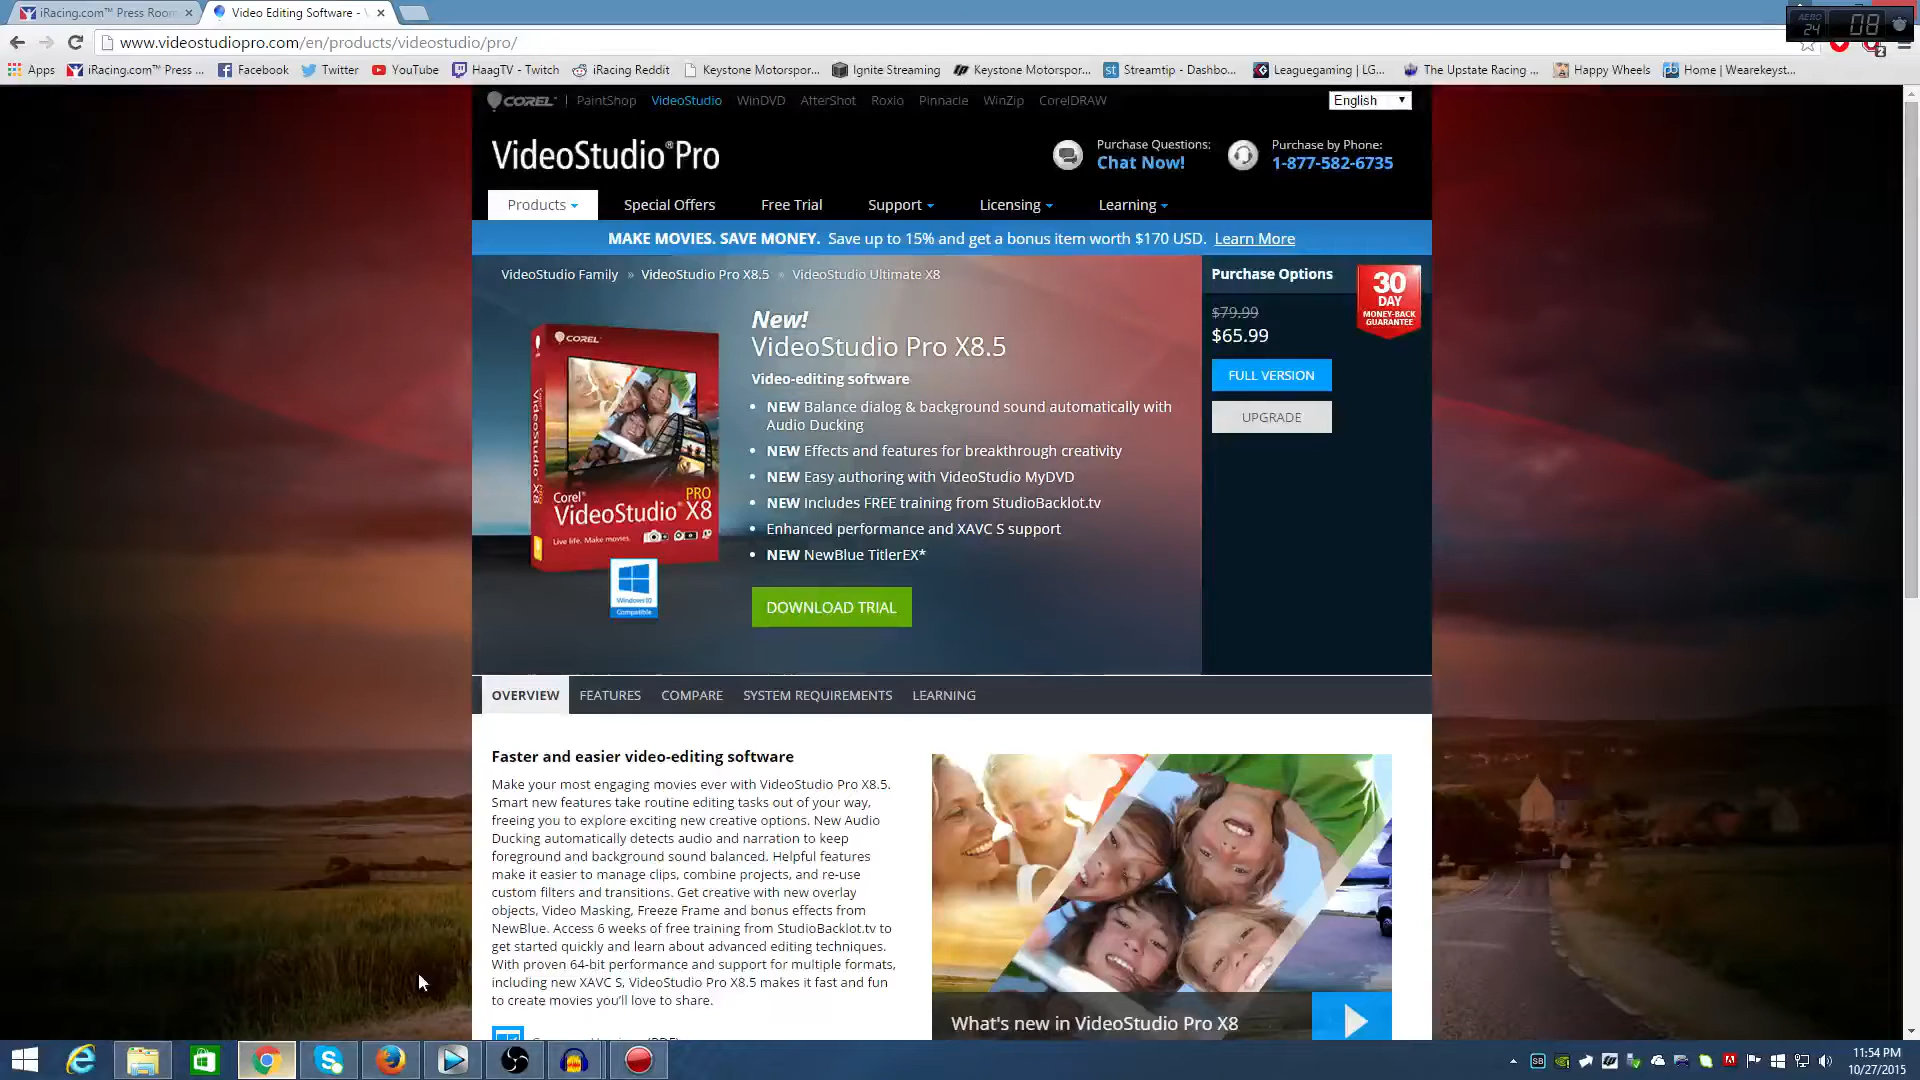 iRacing.com™ Press Room
Video Editing Software -
AERO
24
08
www.videostudiopro.com/en/products/videostudio/pro/
2
Apps
iRacing.com™ Press ...
Facebook
Twitter
YouTube
HaagTV - Twitch
iRacing Reddit
Keystone Motorspor...
Ignite Streaming
Keystone Motorspor...
Streamtip - Dashbo...
Leaguegaming | LG...
The Upstate Racing ...
Happy Wheels
Home | Wearekeyst...
COREL
PaintShop
VideoStudio
WinDVD
AfterShot
Roxio
Pinnacle
WinZip
CorelDRAW
English
VideoStudio®Pro
Purchase Questions:
Chat Now!
Purchase by Phone:
1-877-582-6735
Products
Special Offers
Free Trial
Support
Licensing
Learning
MAKE MOVIES. SAVE MONEY. Save up to 15% and get a bonus item worth $170 USD. Learn More
VideoStudio Family » VideoStudio Pro X8.5 » VideoStudio Ultimate X8
COREL
Corel®
PRO
VideoStudio® X8
Live life. Make movies.
Windows 10
Compatible
New!
VideoStudio Pro X8.5
Video-editing software
• NEW Balance dialog & background sound automatically with
Audio Ducking
• NEW Effects and features for breakthrough creativity
• NEW Easy authoring with VideoStudio MyDVD
• NEW Includes FREE training from StudioBacklot.tv
• Enhanced performance and XAVC S support
• NEW NewBlue TitlerEX*
DOWNLOAD TRIAL
Purchase Options
$79.99
$65.99
FULL VERSION
UPGRADE
30
DAY
MONEY-BACK
GUARANTEE
OVERVIEW
FEATURES
COMPARE
SYSTEM REQUIREMENTS
LEARNING
Faster and easier video-editing software
Make your most engaging movies ever with VideoStudio Pro X8.5.
Smart new features take routine editing tasks out of your way,
freeing you to explore exciting new creative options. New Audio
Ducking automatically detects audio and narration to keep
foreground and background sound balanced. Helpful features
make it easier to manage clips, combine projects, and re-use
custom filters and transitions. Get creative with new overlay
objects, Video Masking, Freeze Frame and bonus effects from
NewBlue. Access 6 weeks of free training from StudioBacklot.tv to
get started quickly and learn about advanced editing techniques.
With proven 64-bit performance and support for multiple formats,
including new XAVC S, VideoStudio Pro X8.5 makes it fast and fun
to create movies you'll love to share.
What's new in VideoStudio Pro X8
11:54 PM
10/27/2015